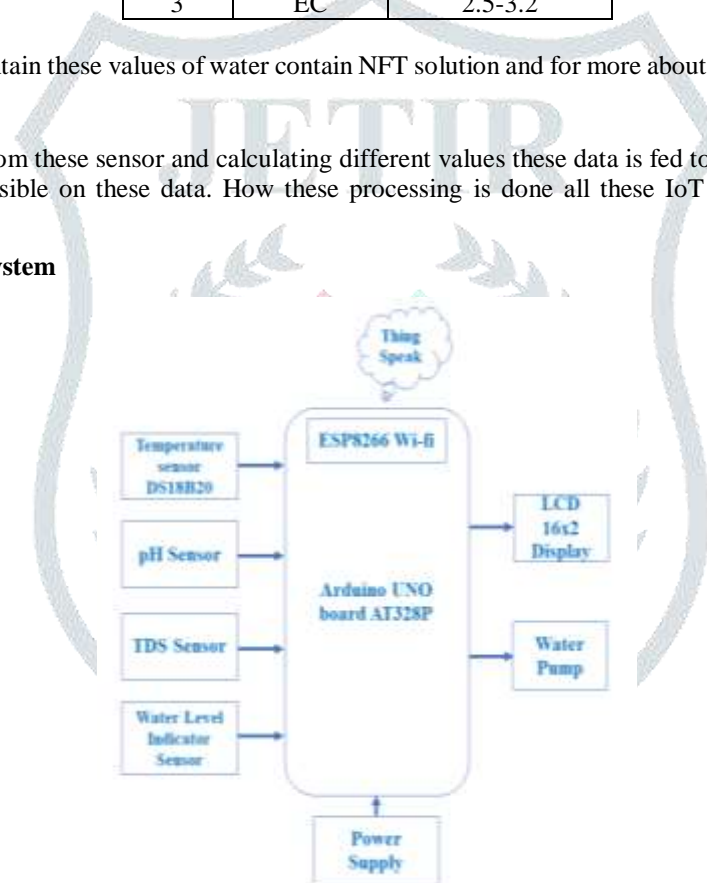 3 EC 2.5-3.2
ntain these values of water contain NFT solution and for more about
JETIR
om these sensor and calculating different values these data is fed to
sible on these data. How these processing is done all these IoT
ystem
Thing
Speak
ESP8266 Wi-fi
Temperature
sensor
DS18B20
pH Sensor
TDS Sensor
Water Level
Indicator
Sensor
Arduino UNO
board AT328P
LCD
16x2
Display
Water
Pump
Power
Supply